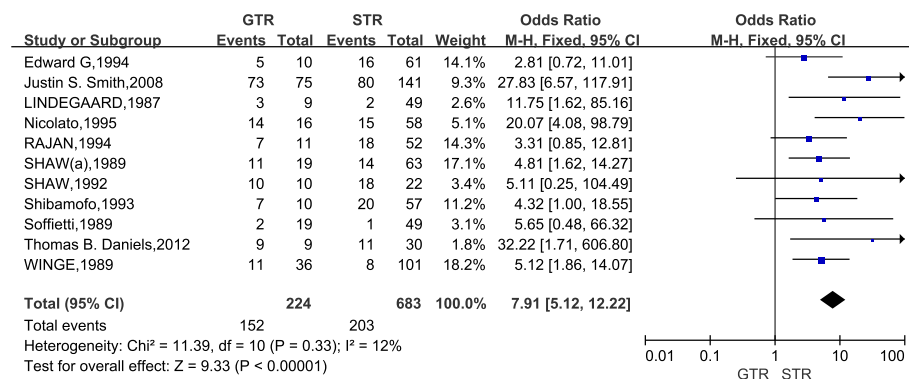 GTR STR Odds Ratio Odds Ratio
Study or Subgroup Events Total Events Total Weight M-H, Fixed, 95% CI M-H, Fixed, 95% CI
Edward G,1994 5 10 16 61 14.1% 2.81 [0.72, 11.01]
Justin S. Smith,2008 73 75 80 141 9.3% 27.83 [6.57, 117.91]
LINDEGAARD,1987 3 9 2 49 2.6% 11.75 [1.62, 85.16]
Nicolato,1995 14 16 15 58 5.1% 20.07 [4.08, 98.79]
RAJAN,1994 7 11 18 52 14.3% 3.31 [0.85, 12.81]
SHAW(a),1989 11 19 14 63 17.1% 4.81 [1.62, 14.27]
SHAW,1992 10 10 18 22 3.4% 5.11 [0.25, 104.49]
Shibamofo,1993 7 10 20 57 11.2% 4.32 [1.00, 18.55]
Soffietti,1989 2 19 1 49 3.1% 5.65 [0.48, 66.32]
Thomas B. Daniels,2012 9 9 11 30 1.8% 32.22 [1.71, 606.80]
WINGE,1989 11 36 8 101 18.2% 5.12 [1.86, 14.07]
Total (95% CI) 224 683 100.0% 7.91 [5.12, 12.22]
Total events 152 203
Heterogeneity: Chi² = 11.39, df = 10 (P = 0.33); I² = 12%
Test for overall effect: Z = 9.33 (P < 0.00001)
0.01 0.1 1 10 100
GTR STR